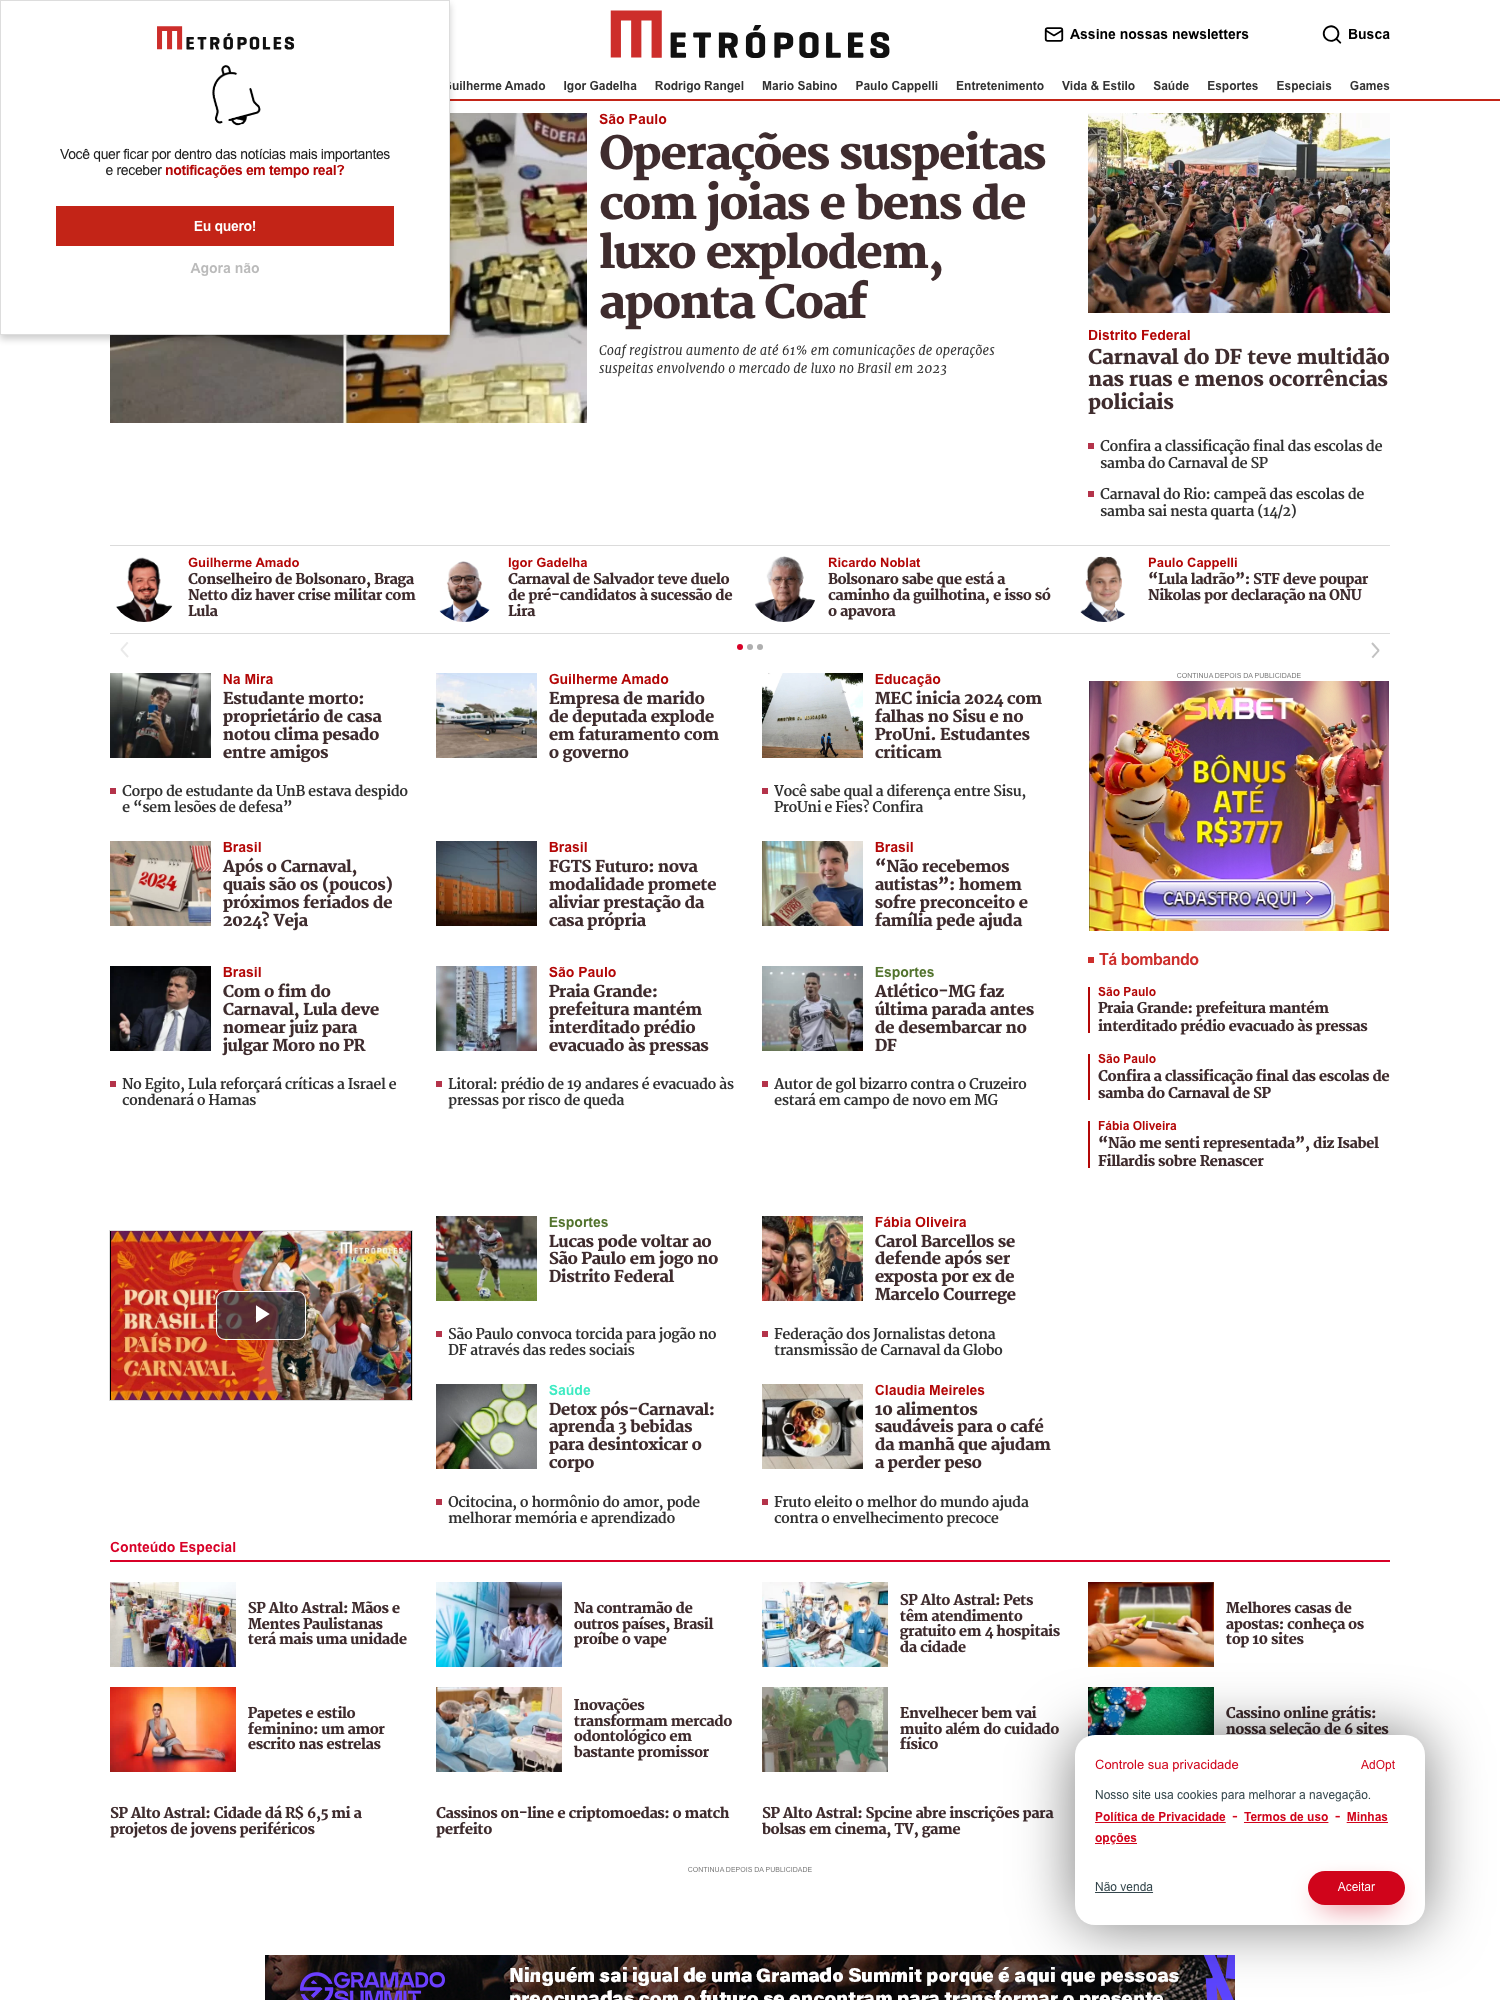 METRÓPOLES
Você quer ficar por dentro das notícias mais importantes
e receber notificações em tempo real?
Eu quero!
Agora não
METRÓPOLES
Assine nossas newsletters
Busca
Guilherme Amado
Igor Gadelha
Rodrigo Rangel
Mario Sabino
Paulo Cappelli
Entretenimento
Vida & Estilo
Saúde
Esportes
Especiais
Games
São Paulo
Operações suspeitas
com joias e bens de
luxo explodem,
aponta Coaf
Coaf registrou aumento de até 61% em comunicações de operações
suspeitas envolvendo o mercado de luxo no Brasil em 2023
Distrito Federal
Carnaval do DF teve multidão
nas ruas e menos ocorrências
policiais
Confira a classificação final das escolas de
samba do Carnaval de SP
Carnaval do Rio: campeã das escolas de
samba sai nesta quarta (14/2)
Guilherme Amado
Conselheiro de Bolsonaro, Braga
Netto diz haver crise militar com
Lula
Igor Gadelha
Carnaval de Salvador teve duelo
de pré-candidatos à sucessão de
Lira
Ricardo Noblat
Bolsonaro sabe que está a
caminho da guilhotina, e isso só
o apavora
Paulo Cappelli
“Lula ladrão”: STF deve poupar
Nikolas por declaração na ONU
Na Mira
Estudante morto:
proprietário de casa
notou clima pesado
entre amigos
Corpo de estudante da UnB estava despido
e “sem lesões de defesa”
Guilherme Amado
Empresa de marido
de deputada explode
em faturamento com
o governo
Educação
MEC inicia 2024 com
falhas no Sisu e no
ProUni. Estudantes
criticam
Você sabe qual a diferença entre Sisu,
ProUni e Fies? Confira
CONTINUA DEPOIS DA PUBLICIDADE
SMBET
BÔNUS
ATÉ
R$3777
CADASTRO AQUI >
Brasil
Após o Carnaval,
quais são os (poucos)
próximos feriados de
2024? Veja
2024
Brasil
FGTS Futuro: nova
modalidade promete
aliviar prestação da
casa própria
Brasil
“Não recebemos
autistas”: homem
sofre preconceito e
família pede ajuda
Brasil
Com o fim do
Carnaval, Lula deve
nomear juiz para
julgar Moro no PR
No Egito, Lula reforçará críticas a Israel e
condenará o Hamas
São Paulo
Praia Grande:
prefeitura mantém
interditado prédio
evacuado às pressas
Litoral: prédio de 19 andares é evacuado às
pressas por risco de queda
Esportes
Atlético-MG faz
última parada antes
de desembarcar no
DF
Autor de gol bizarro contra o Cruzeiro
estará em campo de novo em MG
Tá bombando
São Paulo
Praia Grande: prefeitura mantém
interditado prédio evacuado às pressas
São Paulo
Confira a classificação final das escolas de
samba do Carnaval de SP
Fábia Oliveira
“Não me senti representada”, diz Isabel
Fillardis sobre Renascer
METRÓPOLES
POR QUE O
BRASIL É O
PAÍS DO
CARNAVAL
Esportes
Lucas pode voltar ao
São Paulo em jogo no
Distrito Federal
São Paulo convoca torcida para jogão no
DF através das redes sociais
Fábia Oliveira
Carol Barcellos se
defende após ser
exposta por ex de
Marcelo Courrege
Federação dos Jornalistas detona
transmissão de Carnaval da Globo
Saúde
Detox pós-Carnaval:
aprenda 3 bebidas
para desintoxicar o
corpo
Ocitocina, o hormônio do amor, pode
melhorar memória e aprendizado
Claudia Meireles
10 alimentos
saudáveis para o café
da manhã que ajudam
a perder peso
Fruto eleito o melhor do mundo ajuda
contra o envelhecimento precoce
Conteúdo Especial
SP Alto Astral: Mãos e
Mentes Paulistanas
terá mais uma unidade
Na contramão de
outros países, Brasil
proíbe o vape
SP Alto Astral: Pets
têm atendimento
gratuito em 4 hospitais
da cidade
Melhores casas de
apostas: conheça os
top 10 sites
Papetes e estilo
feminino: um amor
escrito nas estrelas
Inovações
transformam mercado
odontológico em
bastante promissor
Envelhecer bem vai
muito além do cuidado
físico
Cassino online grátis:
nossa seleção de 6 sites
SP Alto Astral: Cidade dá R$ 6,5 mi a
projetos de jovens periféricos
Cassinos on-line e criptomoedas: o match
perfeito
SP Alto Astral: Spcine abre inscrições para
bolsas em cinema, TV, game
Controle sua privacidade
AdOpt
Nosso site usa cookies para melhorar a navegação.
Política de Privacidade - Termos de uso - Minhas
opções
Não venda
Aceitar
CONTINUA DEPOIS DA PUBLICIDADE
GRAMADO
SUMMIT
Ninguém sai igual de uma Gramado Summit porque é aqui que pessoas
preocupadas com o futuro se encontram para transformar o presente